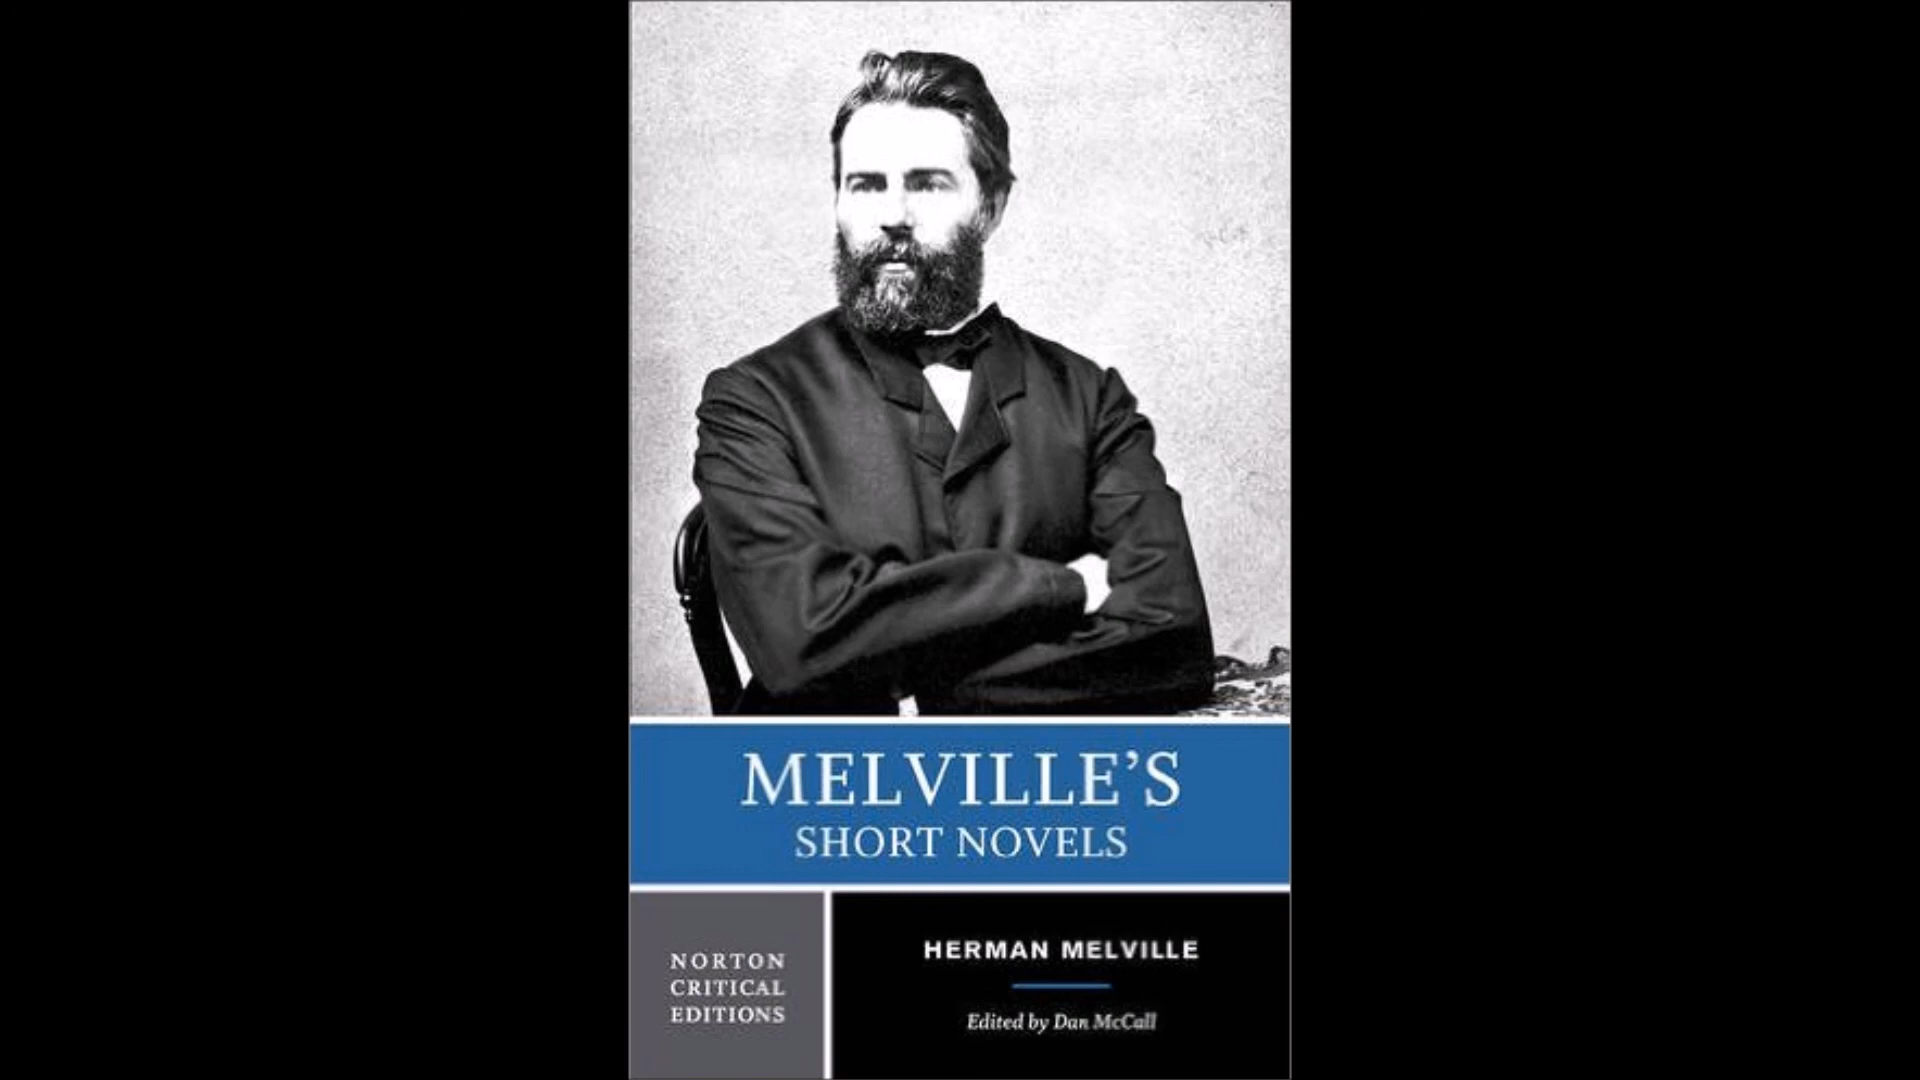 MELVILLE’S
SHORT NOVELS
NORTON
CRITICAL
EDITIONS
HERMAN MELVILLE
Edited by Dan McCall